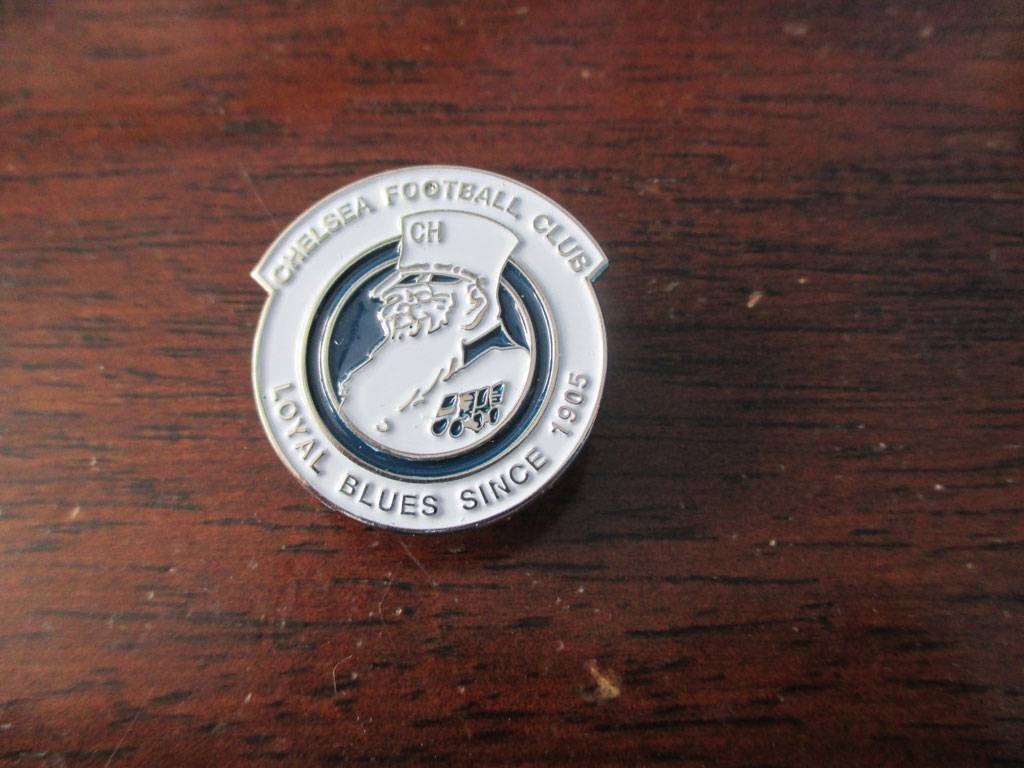 CHELSEA FOOTBALL CLUB
CH
LOYAL BLUES SINCE 1905